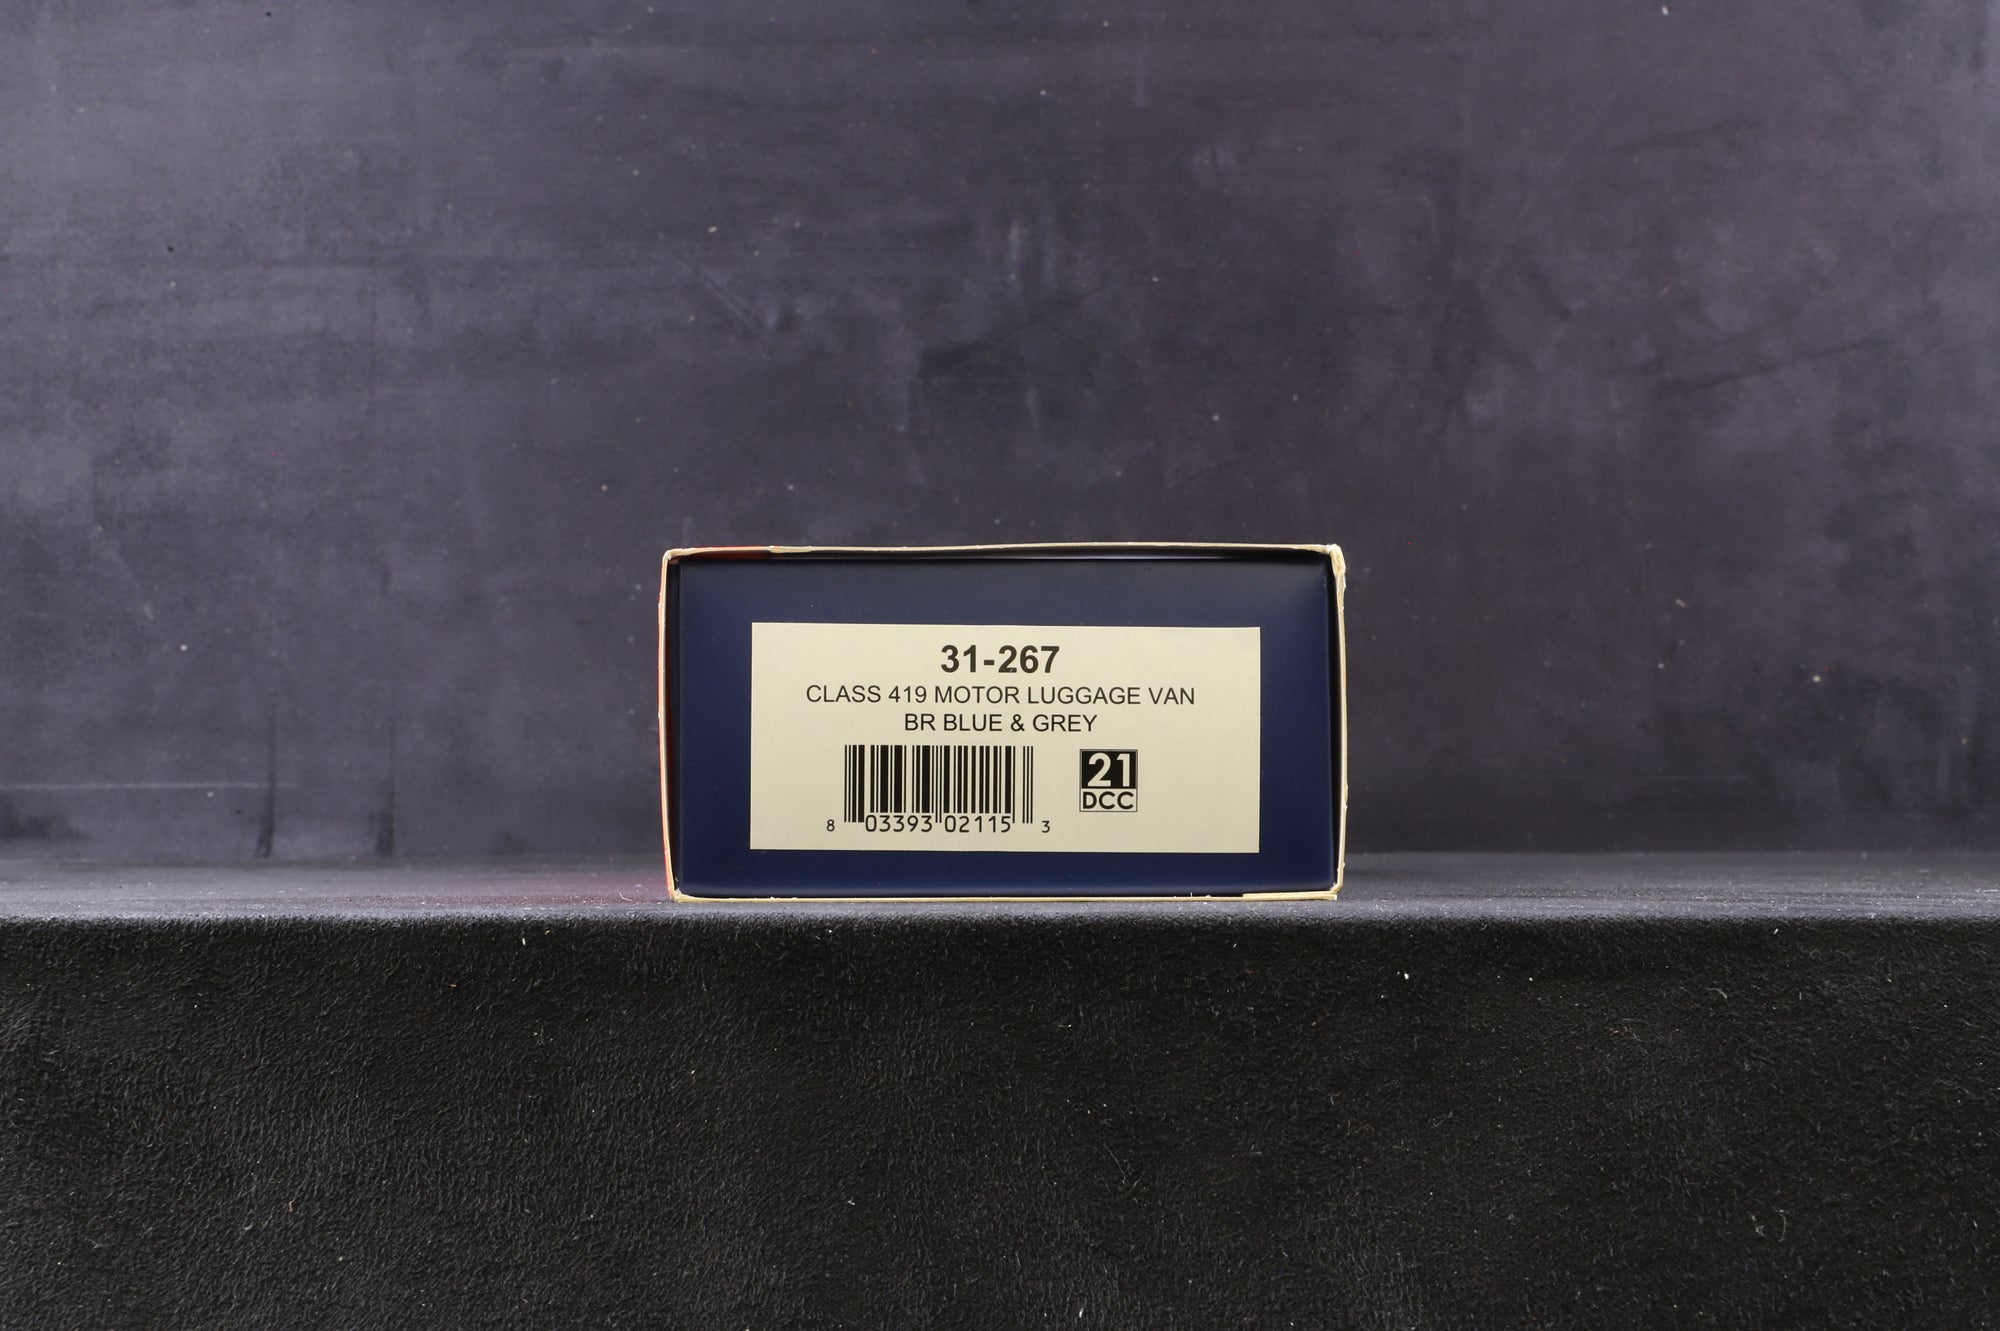 31-267
CLASS 419 MOTOR LUGGAGE VAN
BR BLUE & GREY
21
DCC
8 03393 02115 3